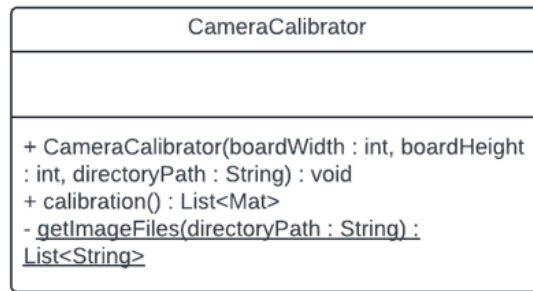 CameraCalibrator
+ CameraCalibrator(boardWidth : int, boardHeight
: int, directoryPath : String) : void
+ calibration() : List<Mat>
- getImageFiles(directoryPath : String) :
List<String>